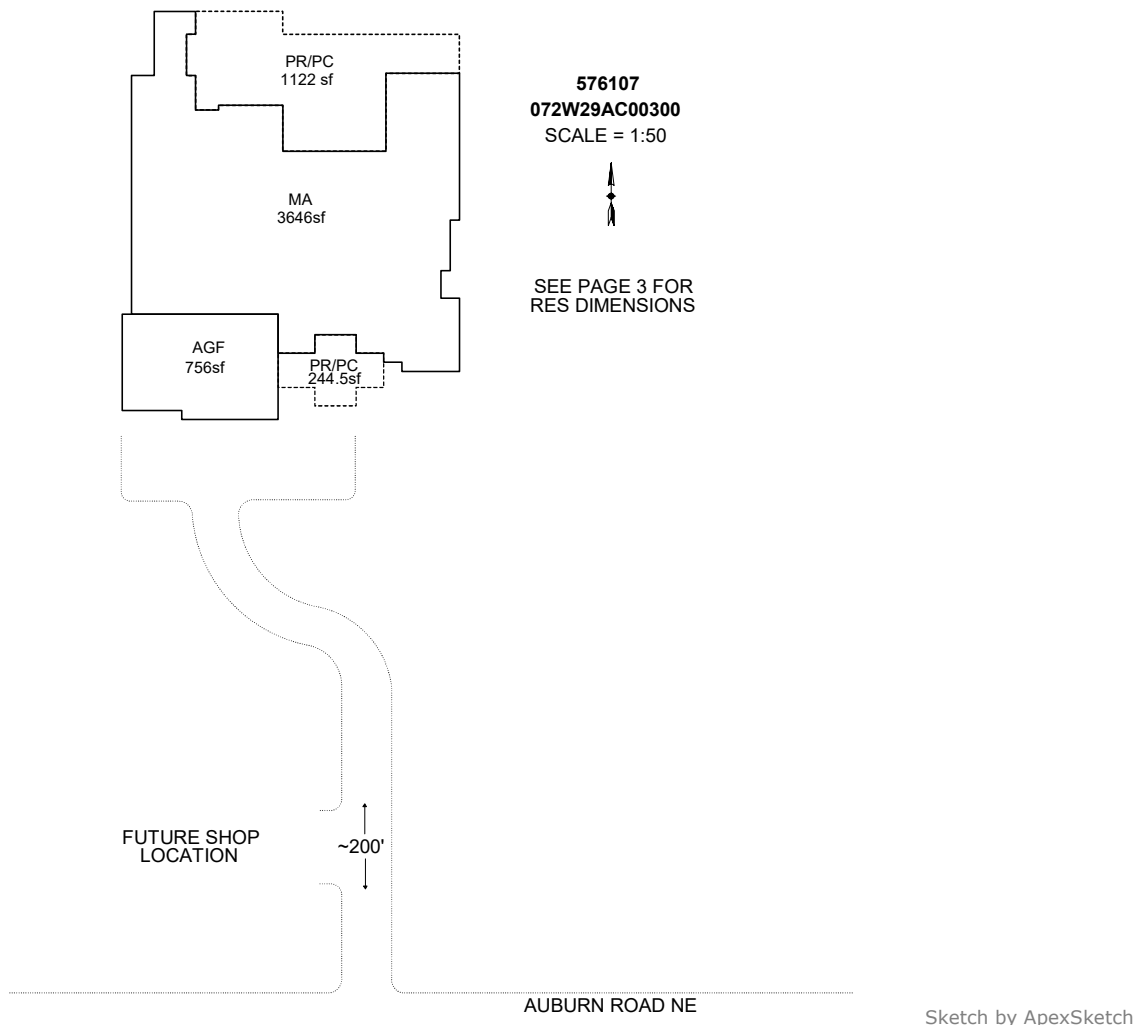 PR/PC
1122 sf
576107
072W29AC00300
SCALE = 1:50
MA
3646sf
SEE PAGE 3 FOR
RES DIMENSIONS
AGF
756sf
PR/PC
244.5sf
FUTURE SHOP
LOCATION
~200'
AUBURN ROAD NE
Sketch by ApexSketch